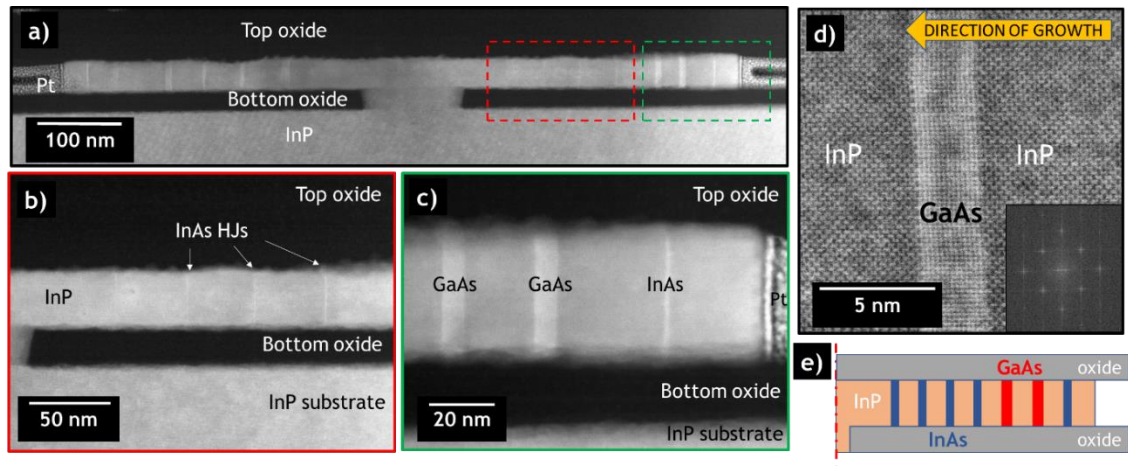 a)
Top oxide
Pt
Bottom oxide
InP
100 nm
b)
Top oxide
InAs HJs
InP
Bottom oxide
50 nm
InP substrate
c)
Top oxide
GaAs
GaAs
InAs
Pt
Bottom oxide
20 nm
InP substrate
d)
DIRECTION OF GROWTH
InP
InP
GaAs
5 nm
e)
GaAs
oxide
InP
InAs
oxide